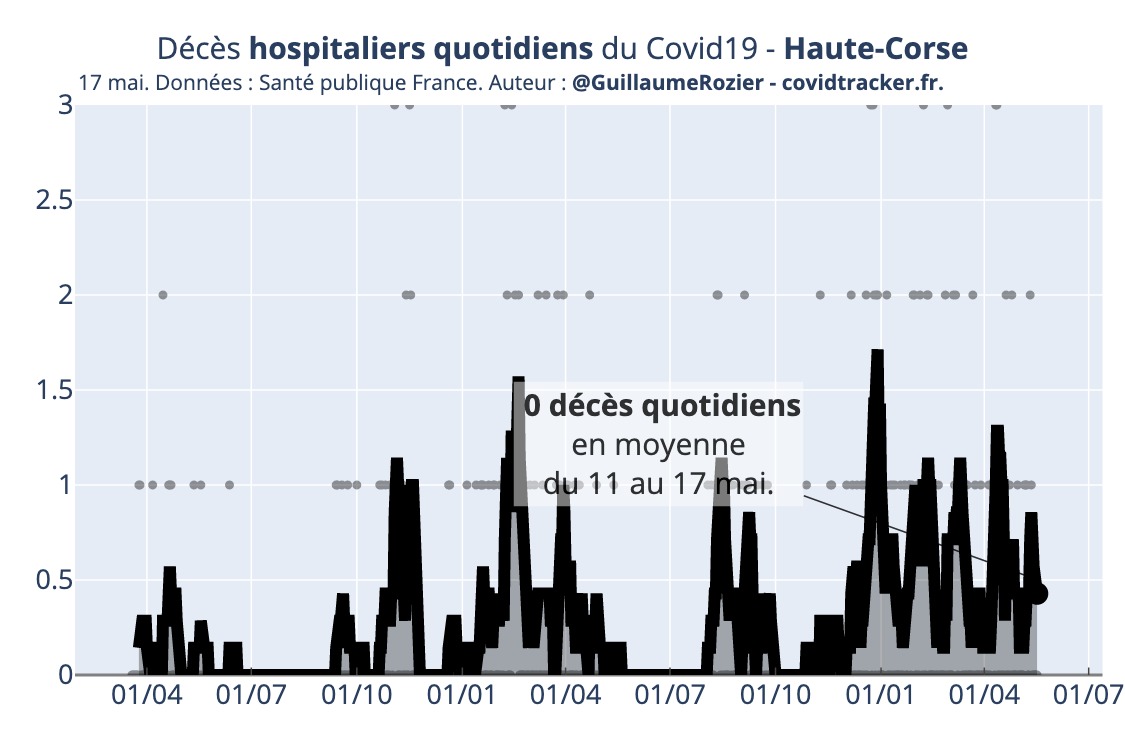 Décès hospitaliers quotidiens du Covid19 - Haute-Corse
17 mai. Données : Santé publique France. Auteur : @GuillaumeRozier - covidtracker.fr.
3
2.5
2
1.5
0 décès quotidiens
en moyenne
du 11 au 17 mai.
1
0.5
0
01/04 01/07 01/10 01/01 01/04 01/07 01/10 01/01 01/04 01/07